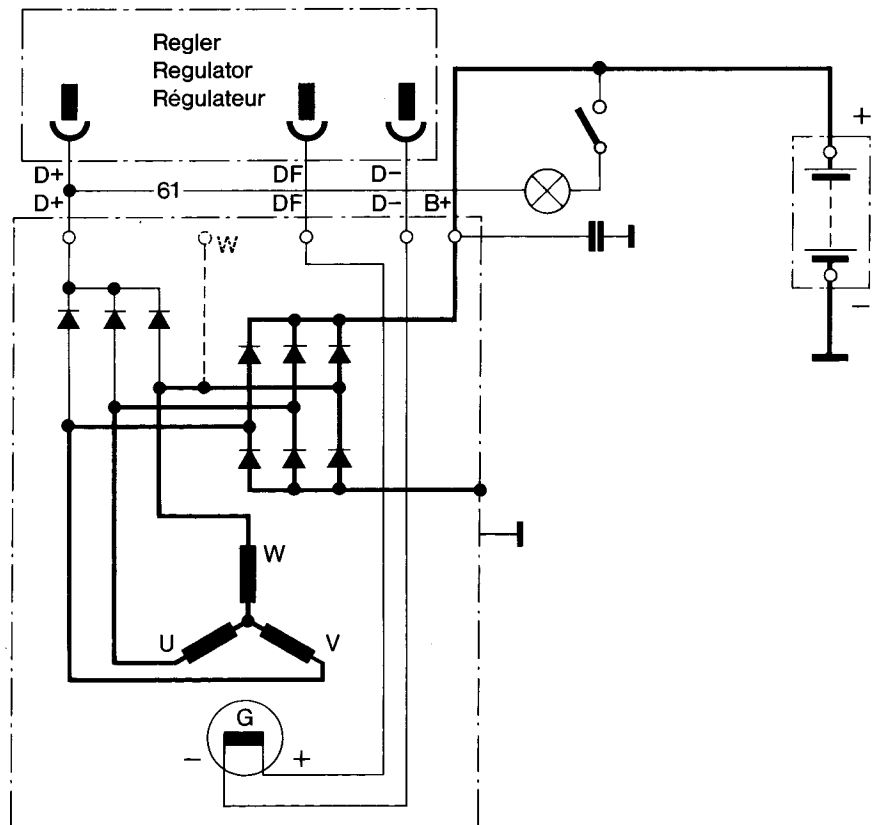 Regler
Regulator
Régulateur
+
D+ DF D-
61
D+ DF D- B+
W
-
W
U V
G
- +